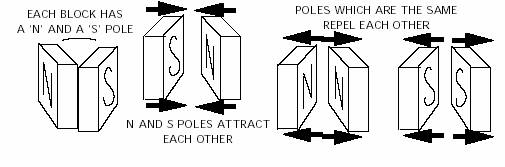 EACH BLOCK HAS
A 'N' AND A 'S' POLE
N
S
S
N
N AND S POLES ATTRACT
EACH OTHER
POLES WHICH ARE THE SAME
REPEL EACH OTHER
N
N
S
S